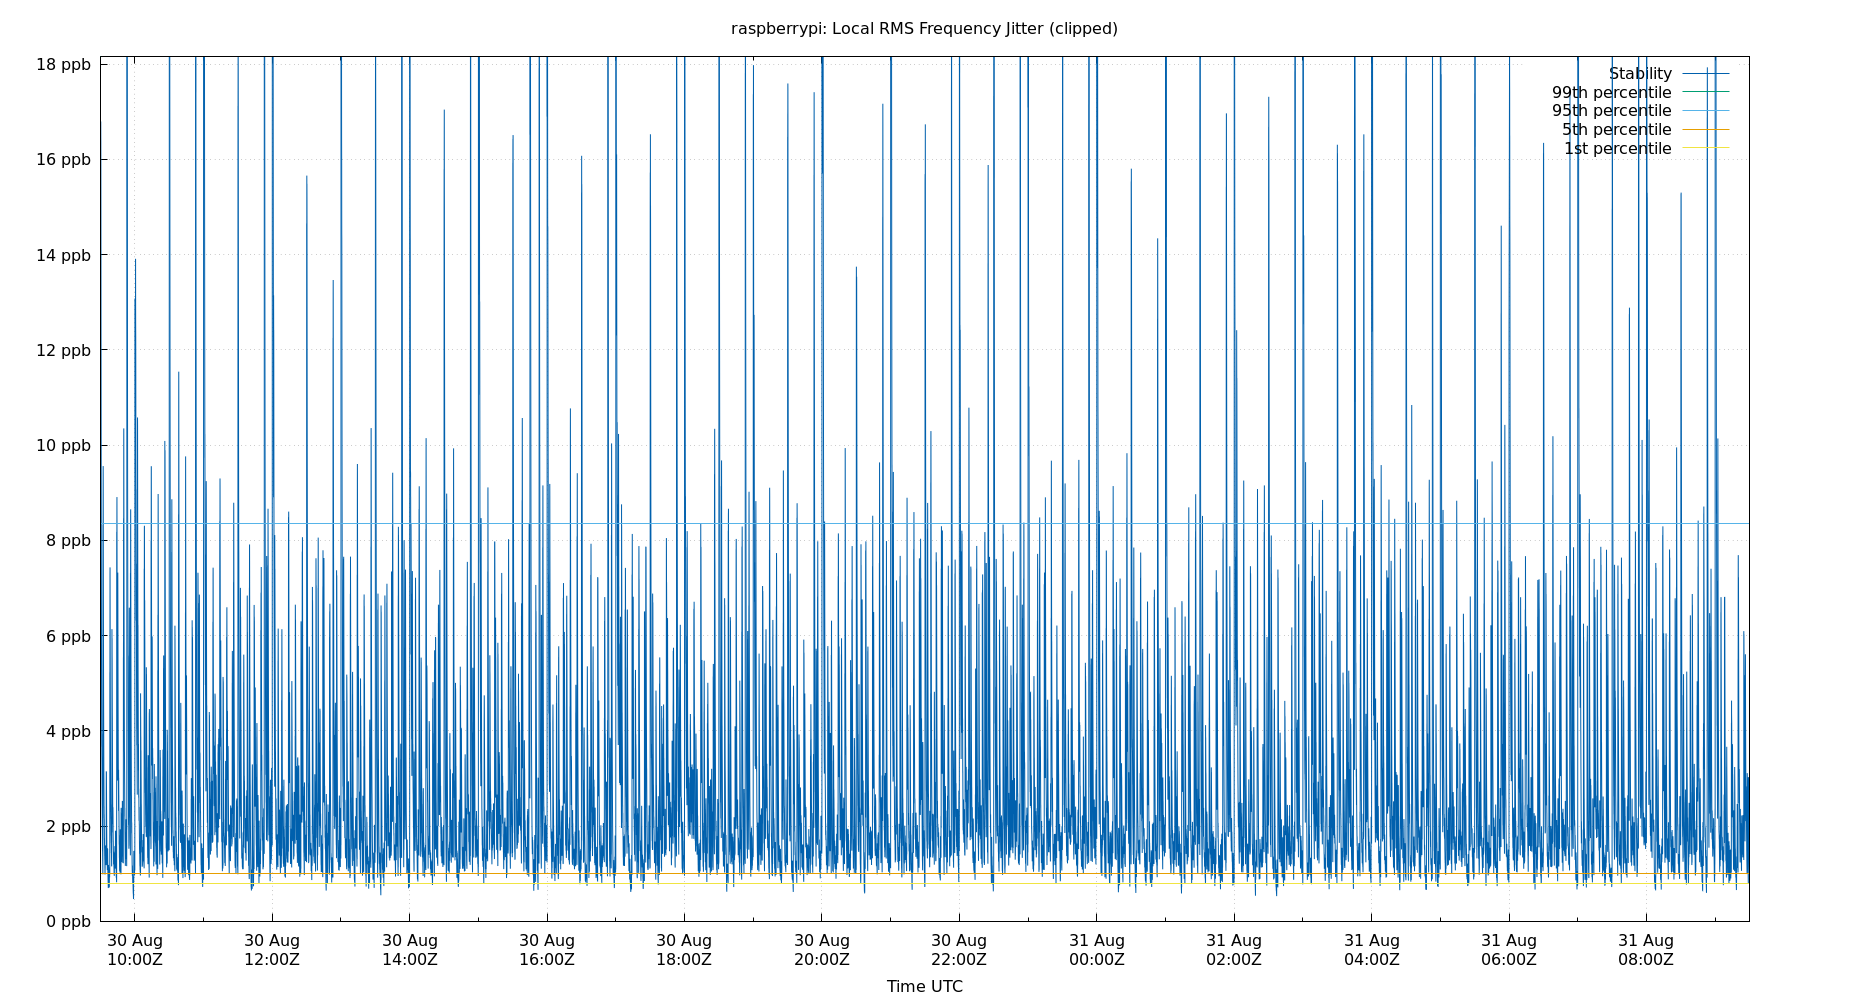 raspberrypi: Local RMS Frequency Jitter (clipped)
18 ppb
16 ppb
14 ppb
12 ppb
10 ppb
8 ppb
6 ppb
4 ppb
2 ppb
0 ppb
Stability
99th percentile
95th percentile
5th percentile
1st percentile
30 Aug 30 Aug 30 Aug 30 Aug 30 Aug 30 Aug 30 Aug 31 Aug 31 Aug 31 Aug 31 Aug 31 Aug
10:00Z 12:00Z 14:00Z 16:00Z 18:00Z 20:00Z 22:00Z 00:00Z 02:00Z 04:00Z 06:00Z 08:00Z
Time UTC